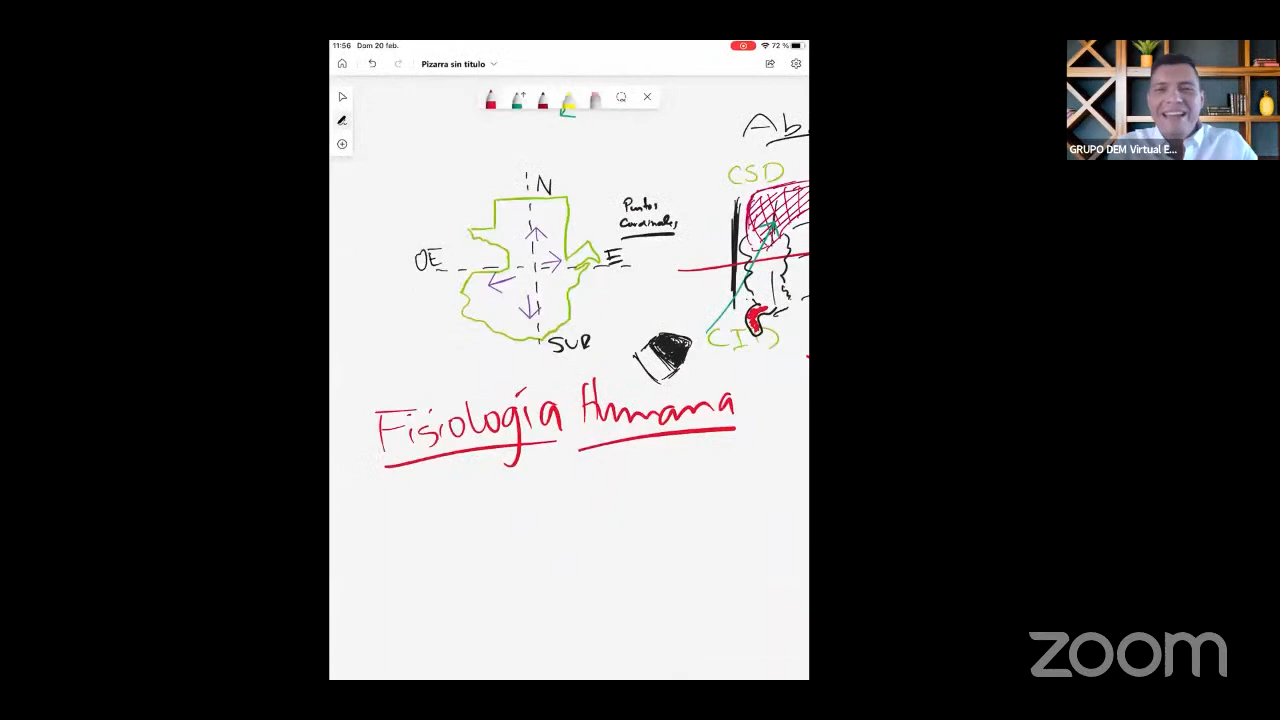 11:56 Dom 20 feb.
72 %
Pizarra sin título
N
Puntos
Cardinales
OE
E
SUR
Ab
CSD
CID
Fisiología Humana
GRUPO DEM Virtual E...
zoom